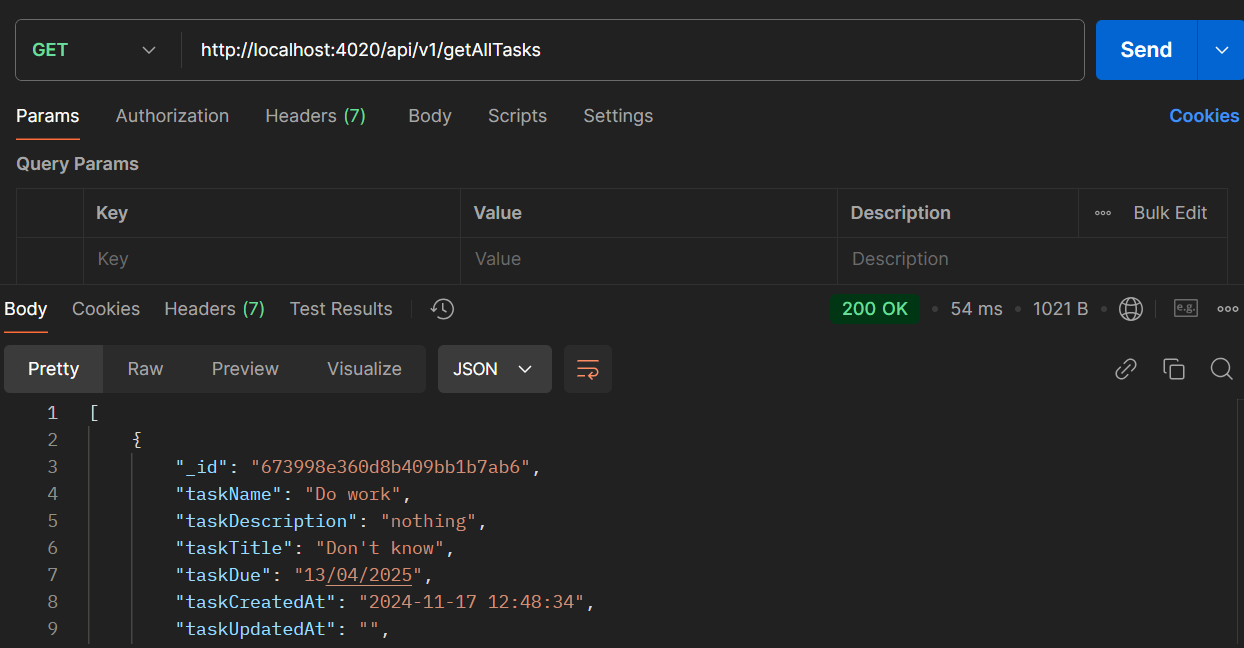 GET http://localhost:4020/api/v1/getAllTasks Send
Params Authorization Headers (7) Body Scripts Settings Cookies
Query Params
Key Value Description Bulk Edit
Key Value Description
Body Cookies Headers (7) Test Results 200 OK 54 ms 1021 B e.g.
Pretty Raw Preview Visualize JSON
1 [
2 {
3 "_id": "673998e360d8b409bb1b7ab6",
4 "taskName": "Do work",
5 "taskDescription": "nothing",
6 "taskTitle": "Don't know",
7 "taskDue": "13/04/2025",
8 "taskCreatedAt": "2024-11-17 12:48:34",
9 "taskUpdatedAt": "",